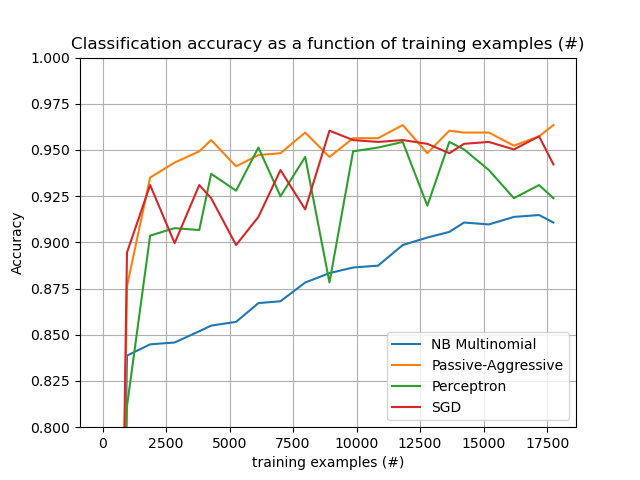 Classification accuracy as a function of training examples (#)
1.000
0.975
0.950
0.925
0.900
0.875
0.850
0.825
0.800
Accuracy
NB Multinomial
Passive-Aggressive
Perceptron
SGD
0 2500 5000 7500 10000 12500 15000 17500
training examples (#)